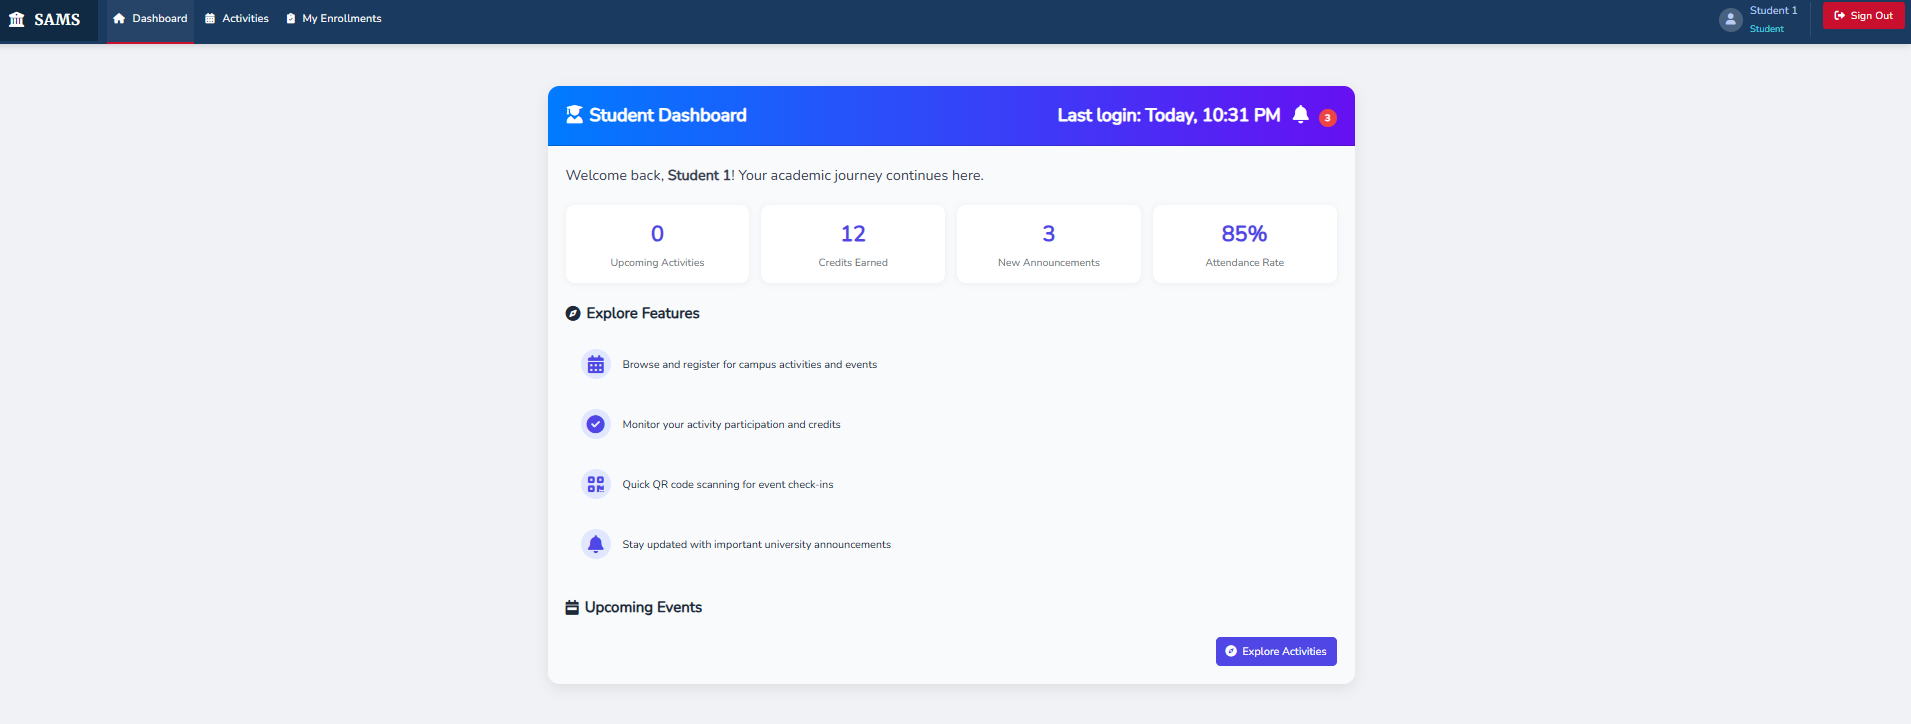 SAMS
Dashboard
Activities
My Enrollments
Student 1
Student
Sign Out
Student Dashboard
Last login: Today, 10:31 PM
3
Welcome back, Student 1! Your academic journey continues here.
0
Upcoming Activities
12
Credits Earned
3
New Announcements
85%
Attendance Rate
Explore Features
Browse and register for campus activities and events
Monitor your activity participation and credits
Quick QR code scanning for event check-ins
Stay updated with important university announcements
Upcoming Events
Explore Activities